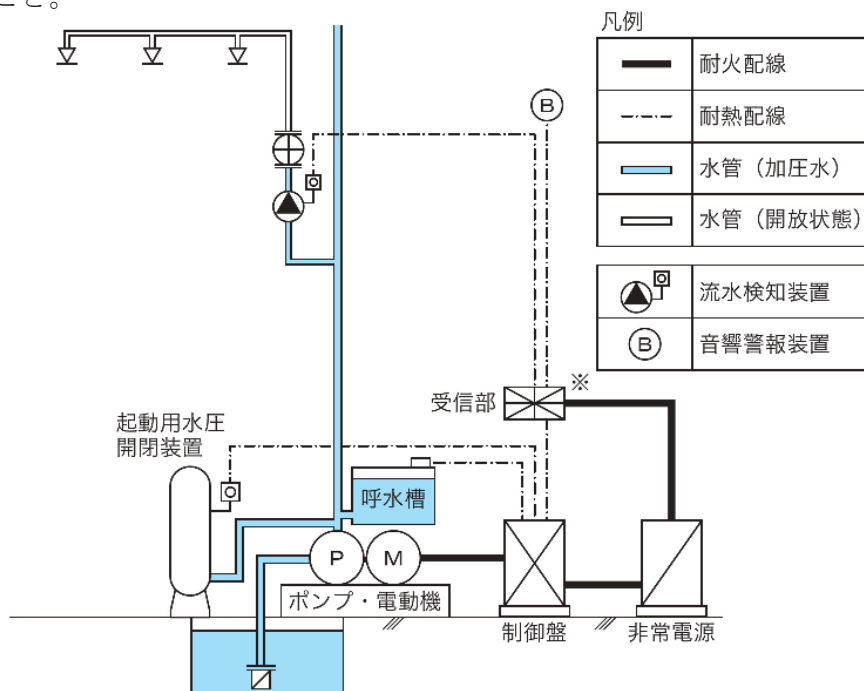 こと。
凡例
耐火配線
耐熱配線
水管（加圧水）
水管（開放状態）
流水検知装置
B
音響警報装置
B
受信部
※
起動用水圧
開閉装置
呼水槽
P
M
ポンプ・電動機
制御盤
非常電源